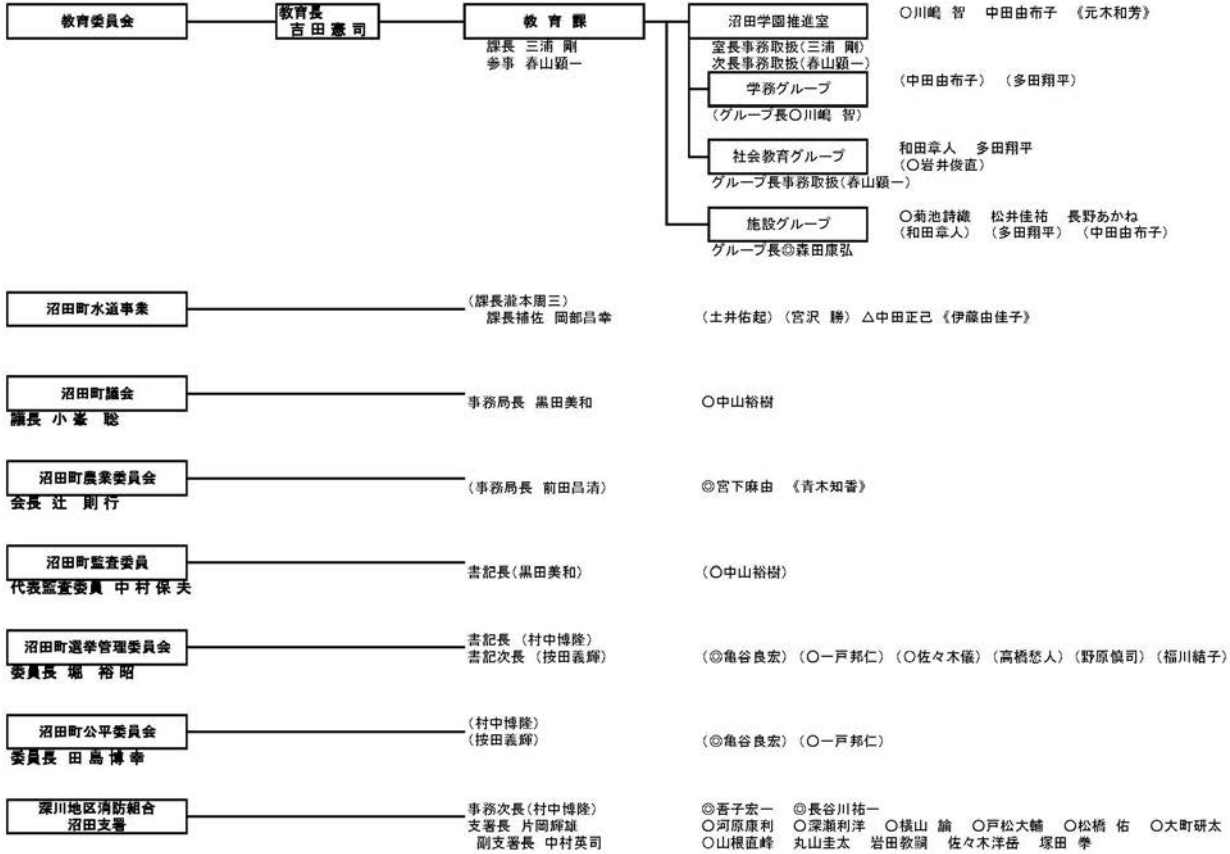 教育委員会
教育長
吉田憲司
教育課
課長 三浦 剛
参事 春山顕一
沼田学園推進室
〇川嶋 智 中田由布子 《元木和芳》
室長事務取扱(三浦 剛)
次長事務取扱(春山顕一)
学務グループ
(中田由布子) (多田翔平)
(グループ長〇川嶋 智)
社会教育グループ
和田章人 多田翔平
(〇岩井俊直)
グループ長事務取扱(春山顕一)
施設グループ
〇菊池詩織 松井佳祐 長野あかね
(和田章人) (多田翔平) (中田由布子)
グループ長◎森田康弘
沼田町水道事業
(課長瀧本周三)
課長補佐 岡部昌幸
(土井佑起) (宮沢 勝) △中田正己 《伊藤由佳子》
沼田町議会
議長 小峯 聡
事務局長 黒田美和
〇中山裕樹
沼田町農業委員会
会長 辻 則行
(事務局長 前田昌清)
◎宮下麻由 《青木知香》
沼田町監査委員
代表監査委員 中村保夫
書記長(黒田美和)
(〇中山裕樹)
沼田町選挙管理委員会
委員長 堀 裕昭
書記長 (村中博隆)
書記次長 (按田義輝)
(◎亀谷良宏) (〇一戸邦仁) (〇佐々木儀) (高橋愁人) (野原慎司) (福川結子)
沼田町公平委員会
委員長 田島博幸
(村中博隆)
(按田義輝)
(◎亀谷良宏) (〇一戸邦仁)
深川地区消防組合
沼田支署
事務次長(村中博隆)
支署長 片岡輝雄
副支署長 中村英司
◎吾子宏一 ◎長谷川祐一
〇河原康利 〇深瀬利洋 〇横山 諭 〇戸松大輔 〇松橋 佑 〇大町研太
〇山根直峰 丸山圭太 岩田教嗣 佐々木洋岳 塚田 拳